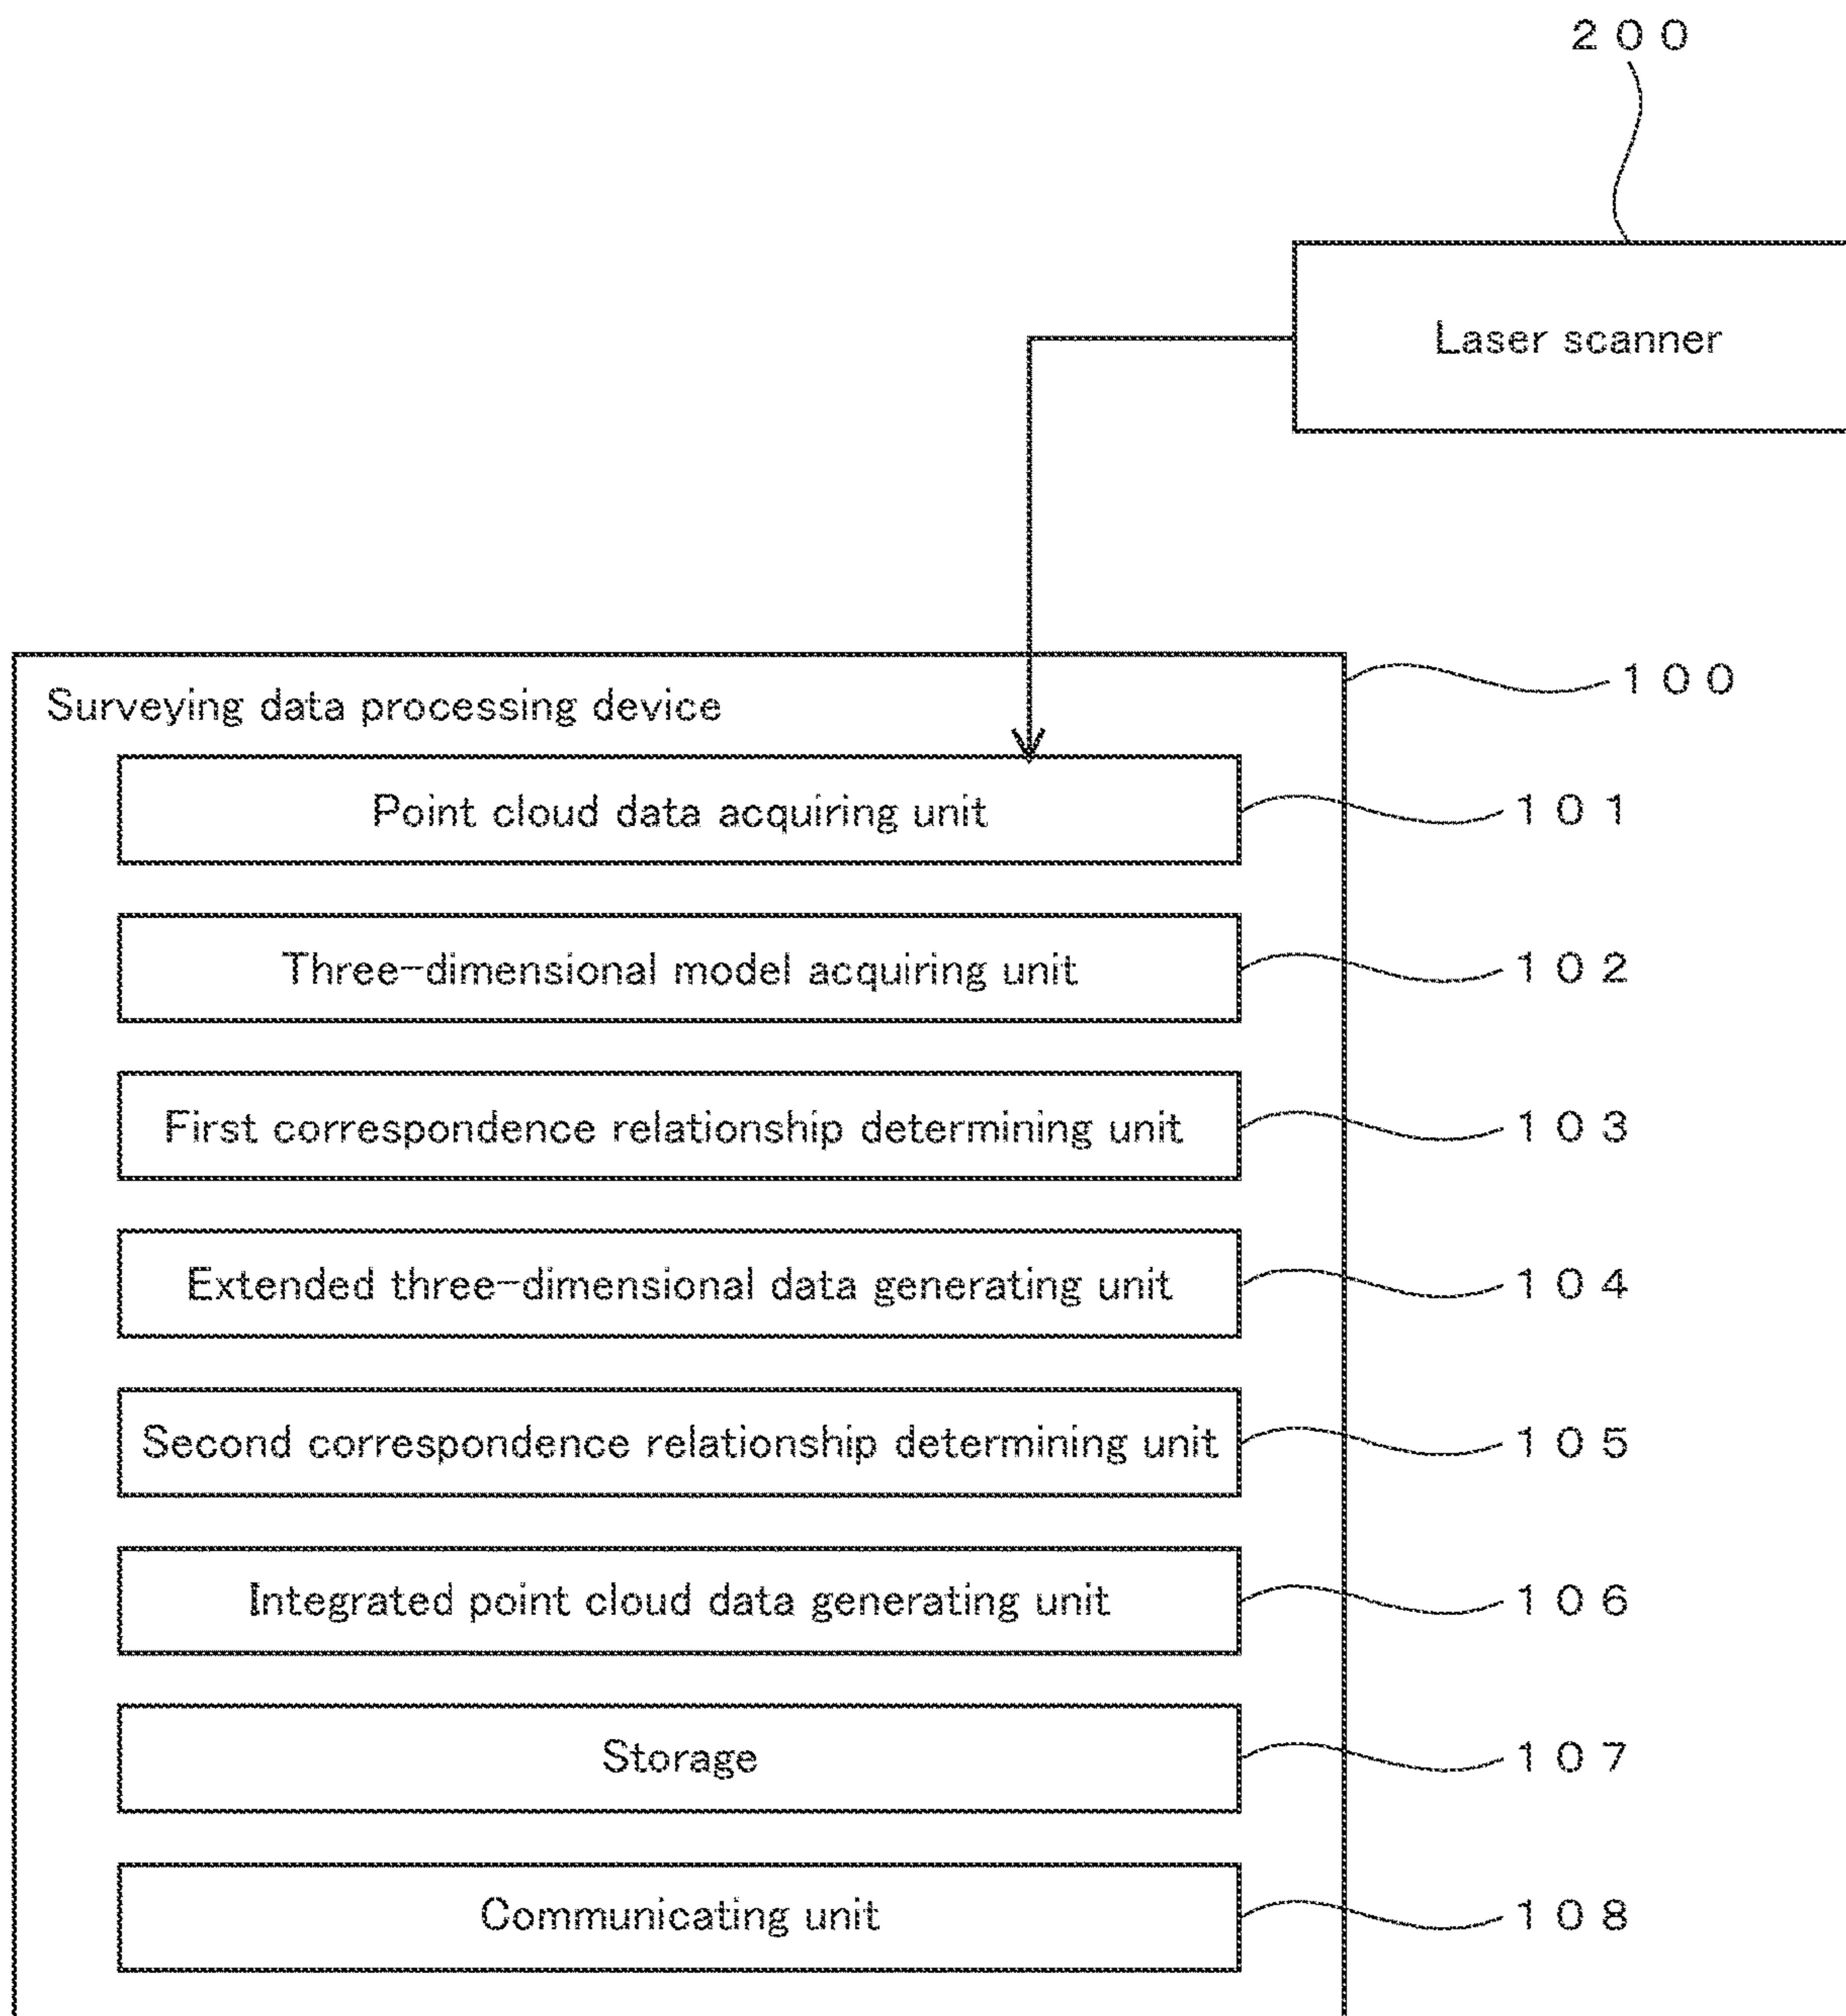 ２００
Laser scanner
Surveying data processing device
１００
Point cloud data acquiring unit
１０１
Three-dimensional model acquiring unit
１０２
First correspondence relationship determining unit
１０３
Extended three-dimensional data generating unit
１０４
Second correspondence relationship determining unit
１０５
Integrated point cloud data generating unit
１０６
Storage
１０７
Communicating unit
１０８